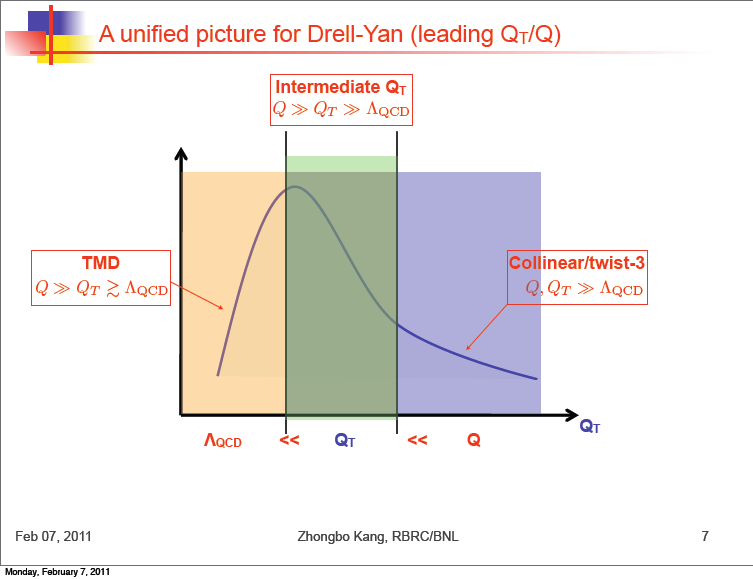 A unified picture for Drell-Yan (leading QT/Q)
Intermediate QT
Q ≫ QT ≫ ΛQCD
TMD
Q ≫ QT ≳ ΛQCD
Collinear/twist-3
Q, QT ≫ ΛQCD
QT
ΛQCD << QT << Q
Feb 07, 2011 Zhongbo Kang, RBRC/BNL 7
Monday, February 7, 2011